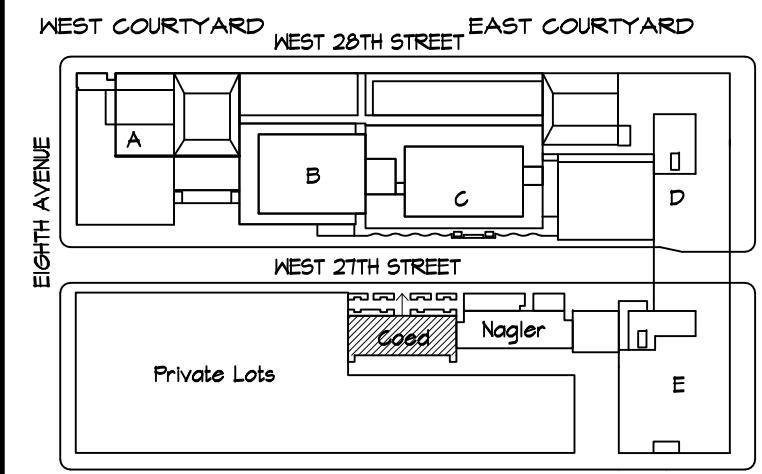 WEST COURTYARD
EAST COURTYARD
WEST 28TH STREET
EIGHTH AVENUE
A
B
C
D
WEST 27TH STREET
Coed
Nagler
Private Lots
E